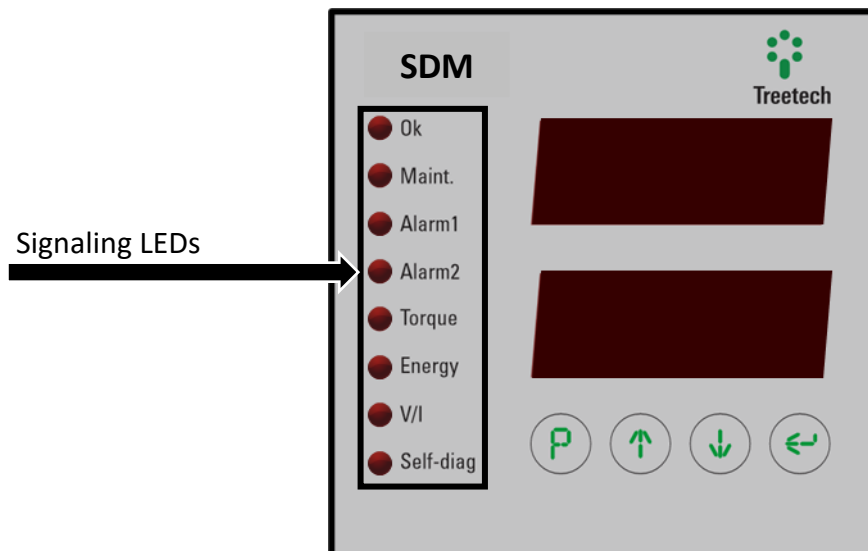 SDM
Treetech
Ok
Maint.
Alarm1
Signaling LEDs
Alarm2
Torque
Energy
V/I
Self-diag
P